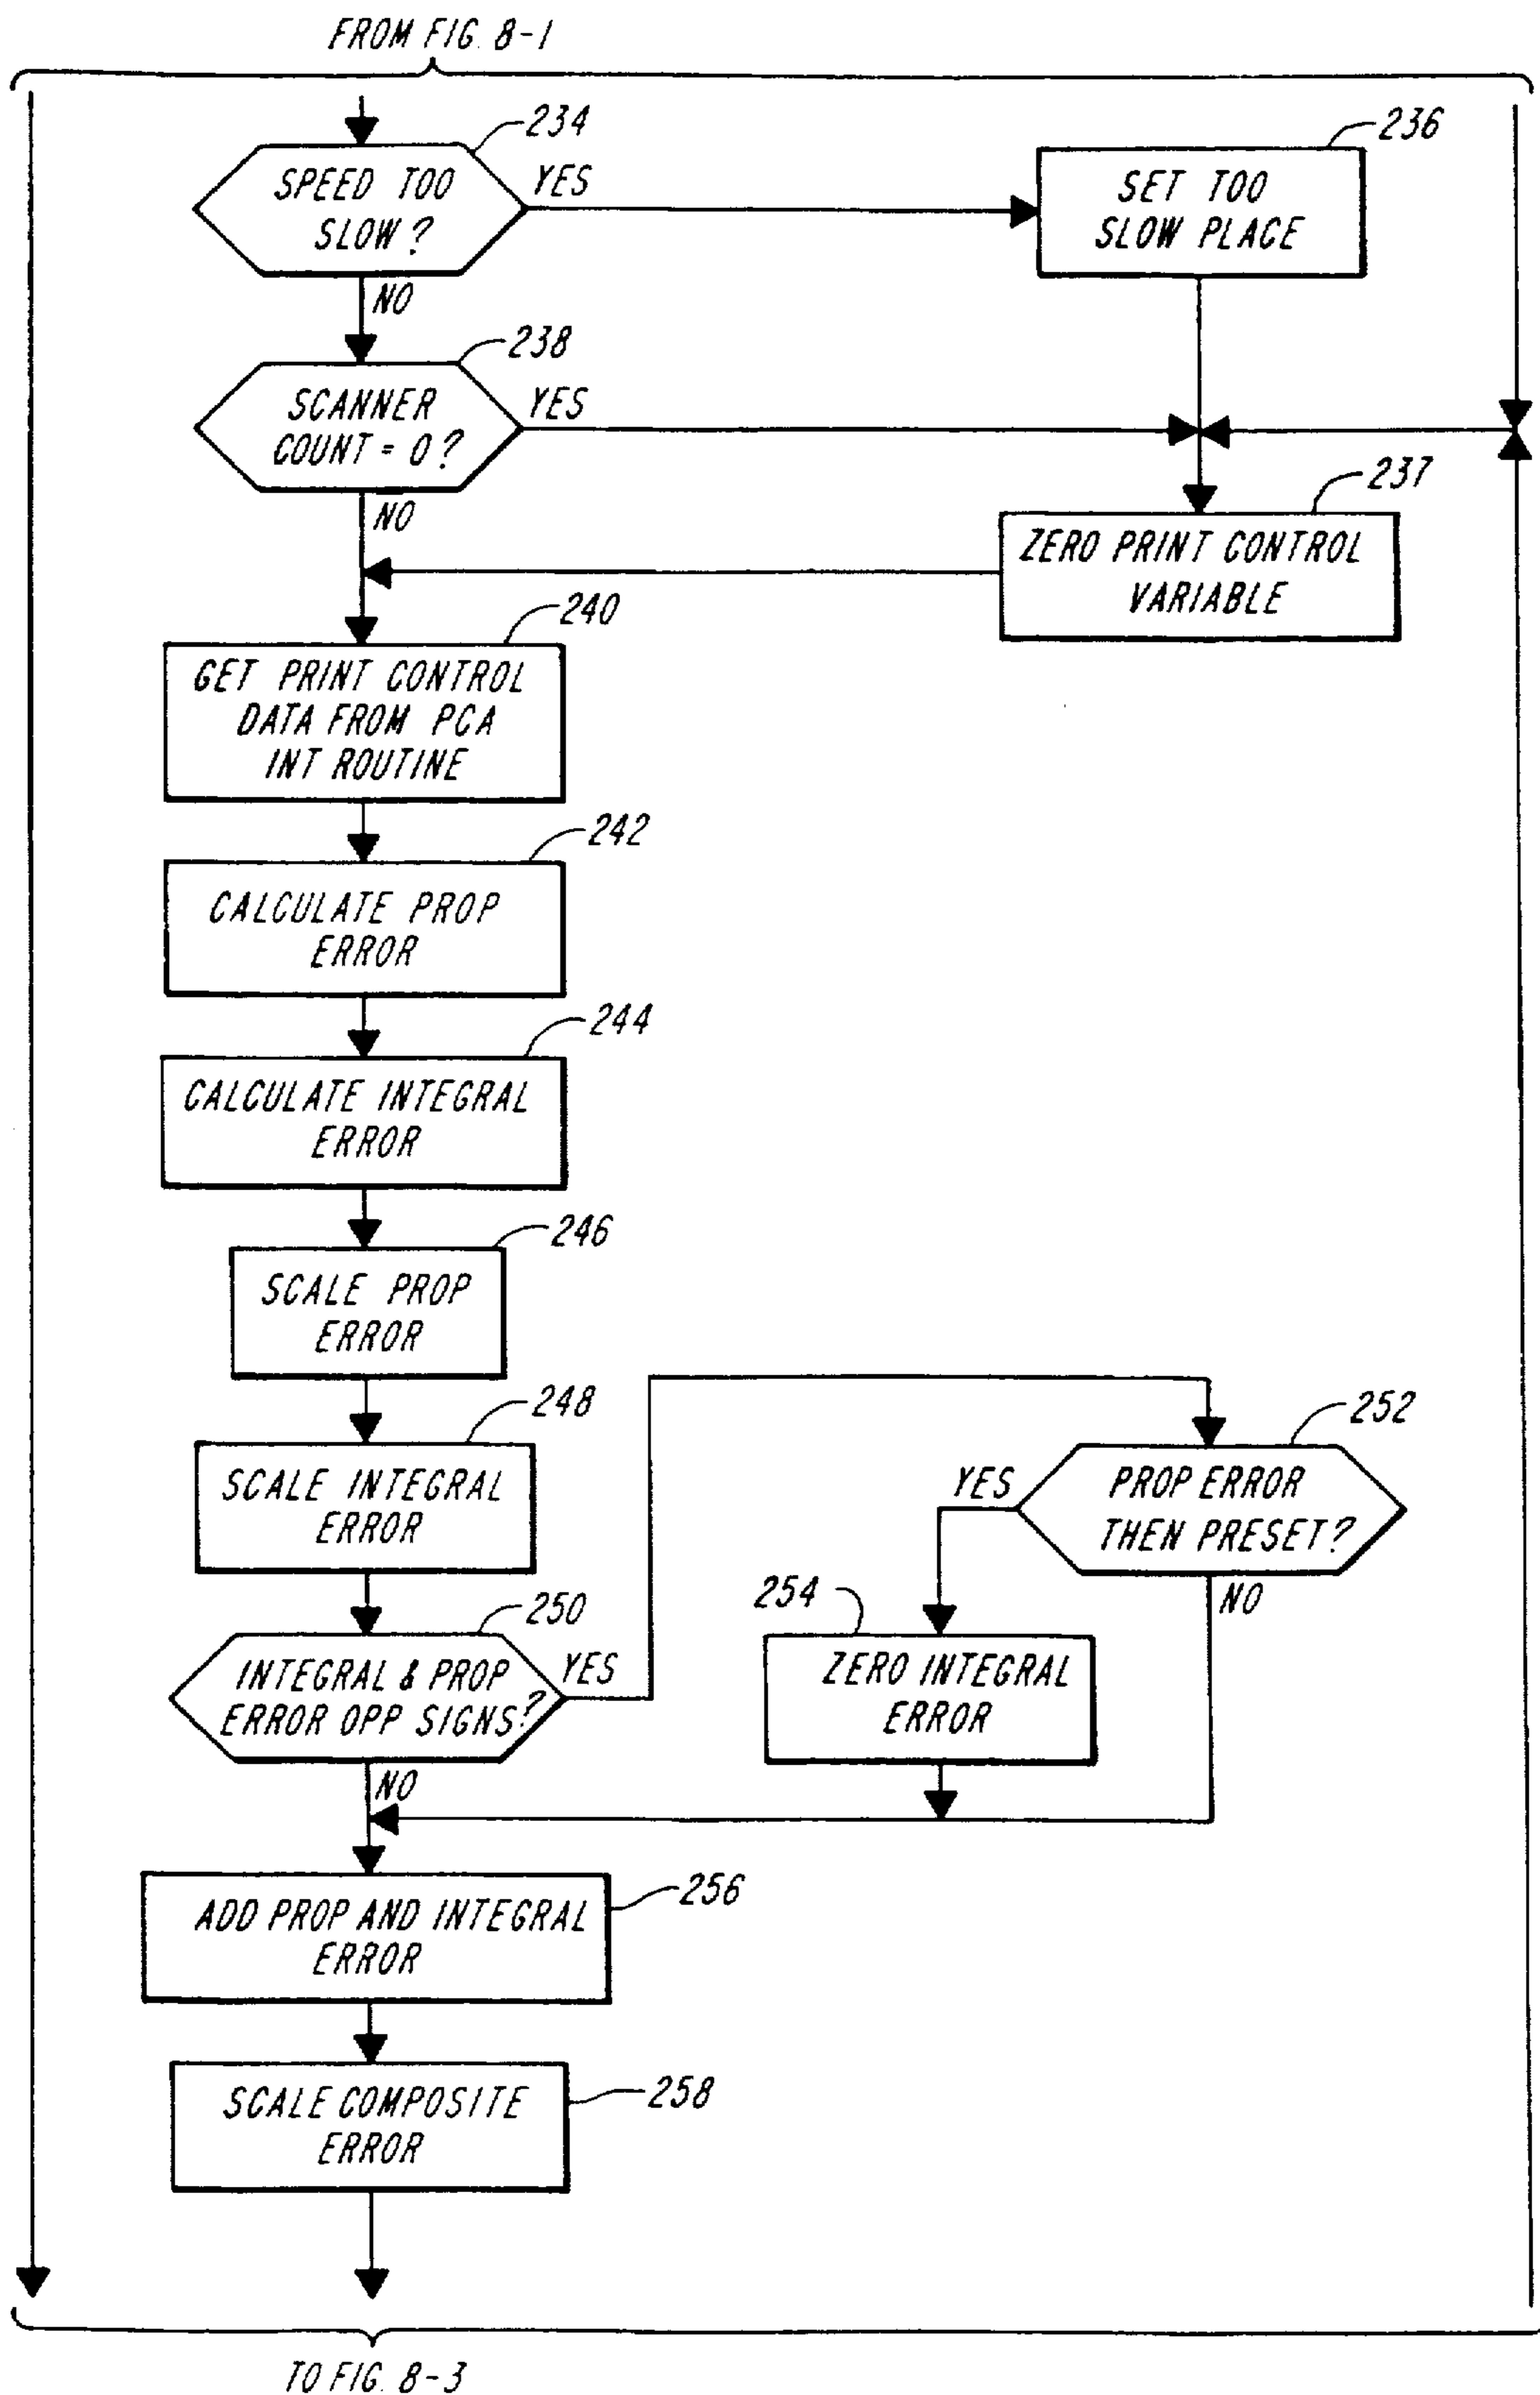 FROM FIG. 8-1
234
SPEED TOO
SLOW?
YES
NO
236
SET TOO
SLOW PLACE
238
SCANNER
COUNT = 0?
YES
NO
237
ZERO PRINT CONTROL
VARIABLE
240
GET PRINT CONTROL
DATA FROM PCA
INT ROUTINE
242
CALCULATE PROP
ERROR
244
CALCULATE INTEGRAL
ERROR
246
SCALE PROP
ERROR
248
SCALE INTEGRAL
ERROR
252
YES
PROP ERROR
THEN PRESET?
NO
250
INTEGRAL & PROP
ERROR OPP SIGNS?
YES
NO
254
ZERO INTEGRAL
ERROR
256
ADD PROP AND INTEGRAL
ERROR
258
SCALE COMPOSITE
ERROR
TO FIG. 8-3